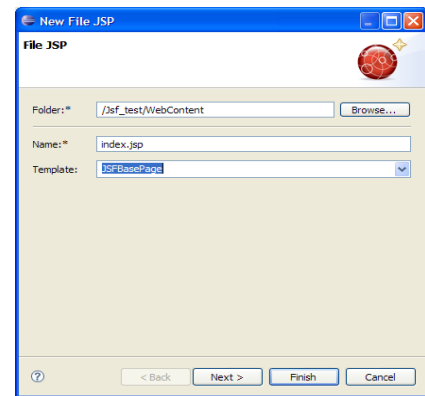 New File JSP
File JSP
Folder:* /Jsf_test/WebContent Browse...
Name:* index.jsp
Template: JSFBasePage
? < Back Next > Finish Cancel